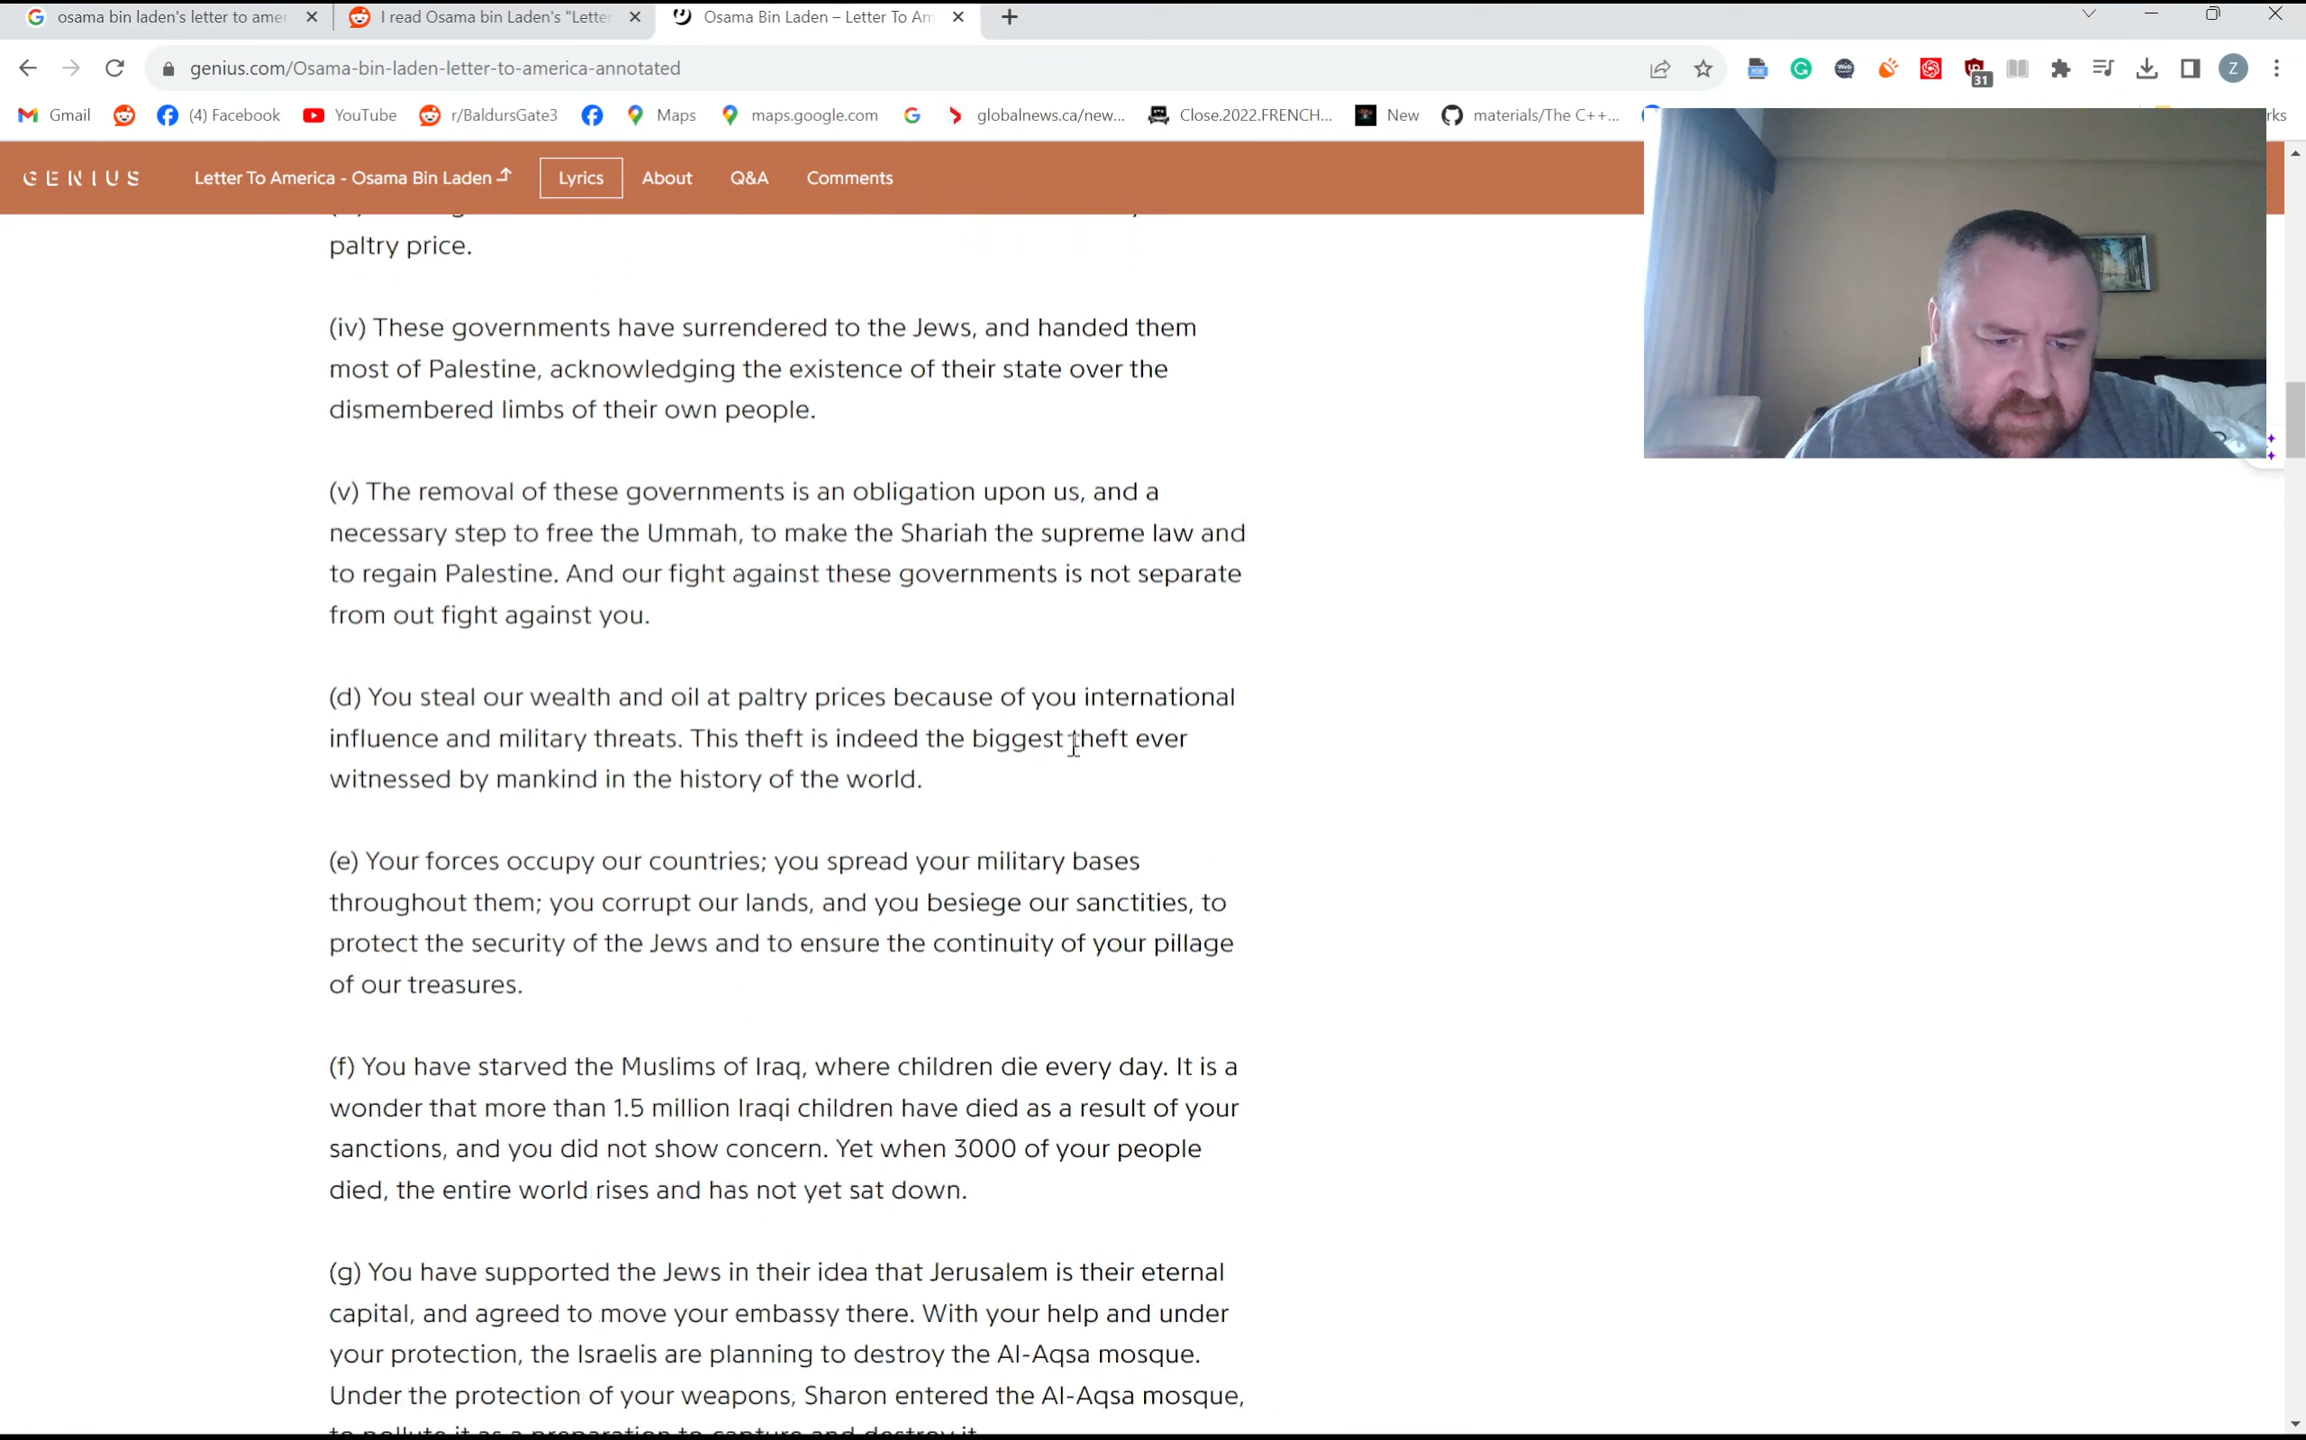 osama bin laden's letter to amer
I read Osama bin Laden's "Letter
Osama Bin Laden – Letter To Am
genius.com/Osama-bin-laden-letter-to-america-annotated
31
Z
Gmail
(4) Facebook
YouTube
r/BaldursGate3
Maps
maps.google.com
globalnews.ca/new...
Close.2022.FRENCH...
New
materials/The C++...
rks
GENIUS
Letter To America - Osama Bin Laden
Lyrics
About
Q&A
Comments
paltry price.
(iv) These governments have surrendered to the Jews, and handed them
most of Palestine, acknowledging the existence of their state over the
dismembered limbs of their own people.
(v) The removal of these governments is an obligation upon us, and a
necessary step to free the Ummah, to make the Shariah the supreme law and
to regain Palestine. And our fight against these governments is not separate
from out fight against you.
(d) You steal our wealth and oil at paltry prices because of you international
influence and military threats. This theft is indeed the biggest theft ever
witnessed by mankind in the history of the world.
(e) Your forces occupy our countries; you spread your military bases
throughout them; you corrupt our lands, and you besiege our sanctities, to
protect the security of the Jews and to ensure the continuity of your pillage
of our treasures.
(f) You have starved the Muslims of Iraq, where children die every day. It is a
wonder that more than 1.5 million Iraqi children have died as a result of your
sanctions, and you did not show concern. Yet when 3000 of your people
died, the entire world rises and has not yet sat down.
(g) You have supported the Jews in their idea that Jerusalem is their eternal
capital, and agreed to move your embassy there. With your help and under
your protection, the Israelis are planning to destroy the Al-Aqsa mosque.
Under the protection of your weapons, Sharon entered the Al-Aqsa mosque,
to pollute it as a preparation to capture and destroy it.